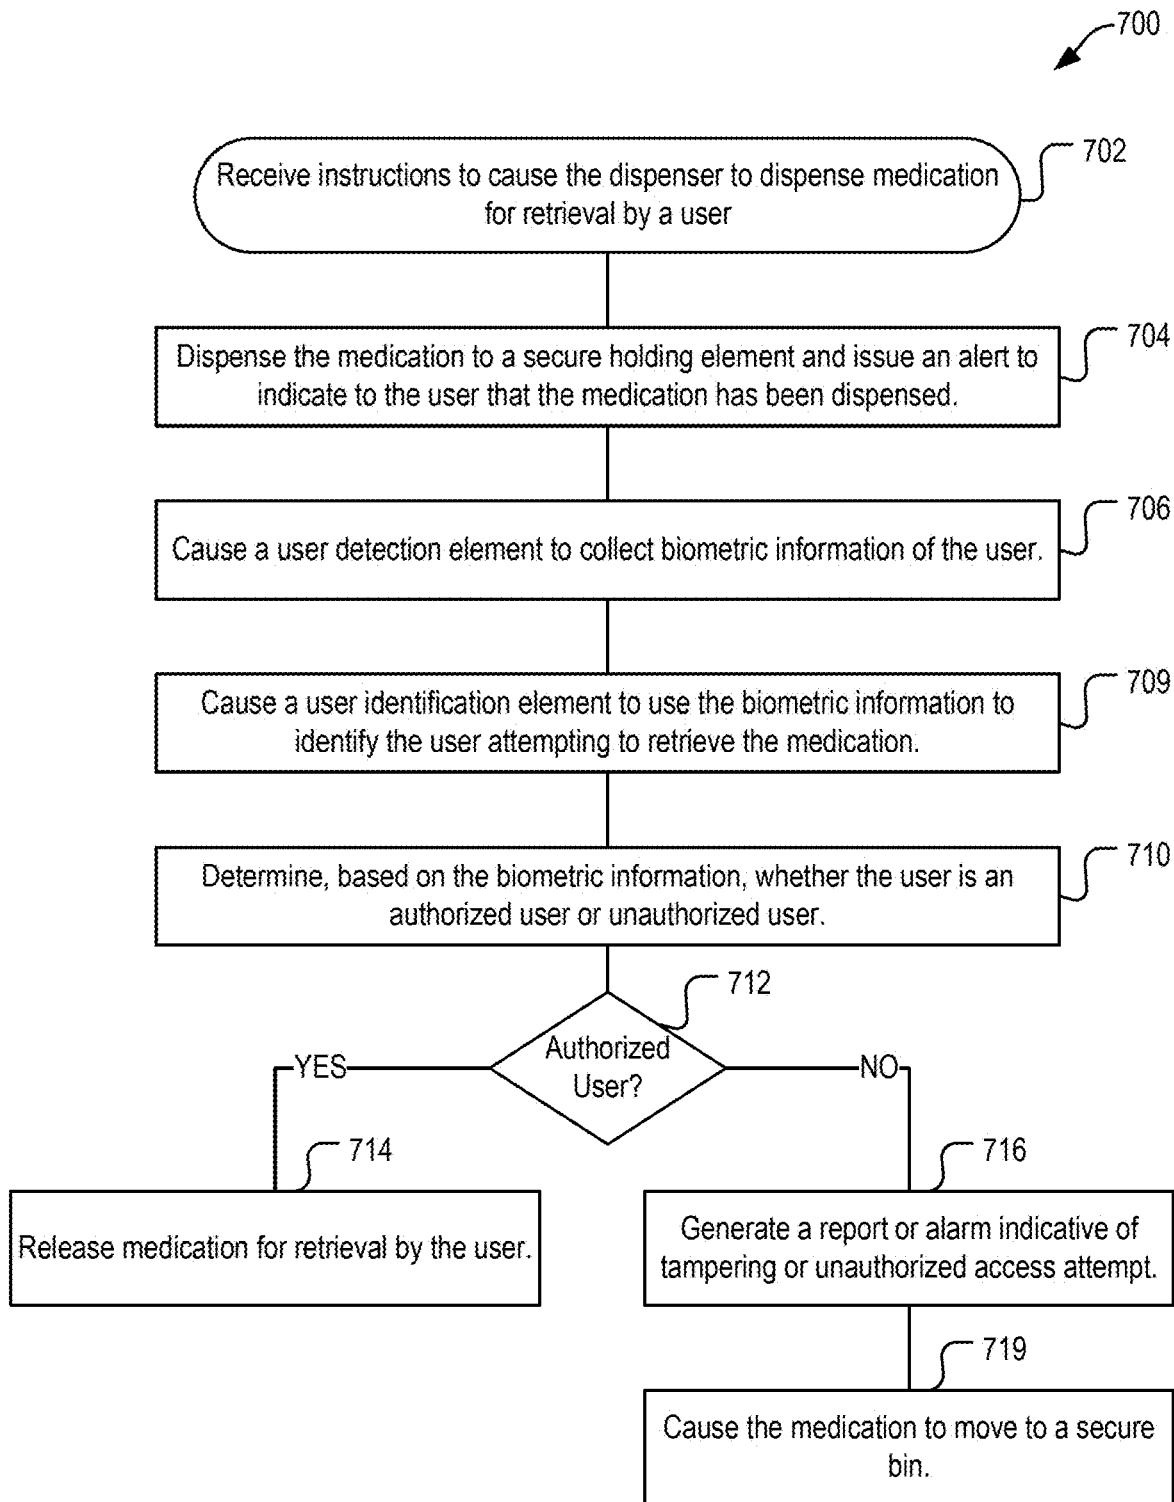 700
Receive instructions to cause the dispenser to dispense medication
for retrieval by a user
702
Dispense the medication to a secure holding element and issue an alert to
indicate to the user that the medication has been dispensed.
704
Cause a user detection element to collect biometric information of the user.
706
Cause a user identification element to use the biometric information to
identify the user attempting to retrieve the medication.
709
Determine, based on the biometric information, whether the user is an
authorized user or unauthorized user.
710
712
Authorized
User?
YES
NO
714
Release medication for retrieval by the user.
716
Generate a report or alarm indicative of
tampering or unauthorized access attempt.
719
Cause the medication to move to a secure
bin.